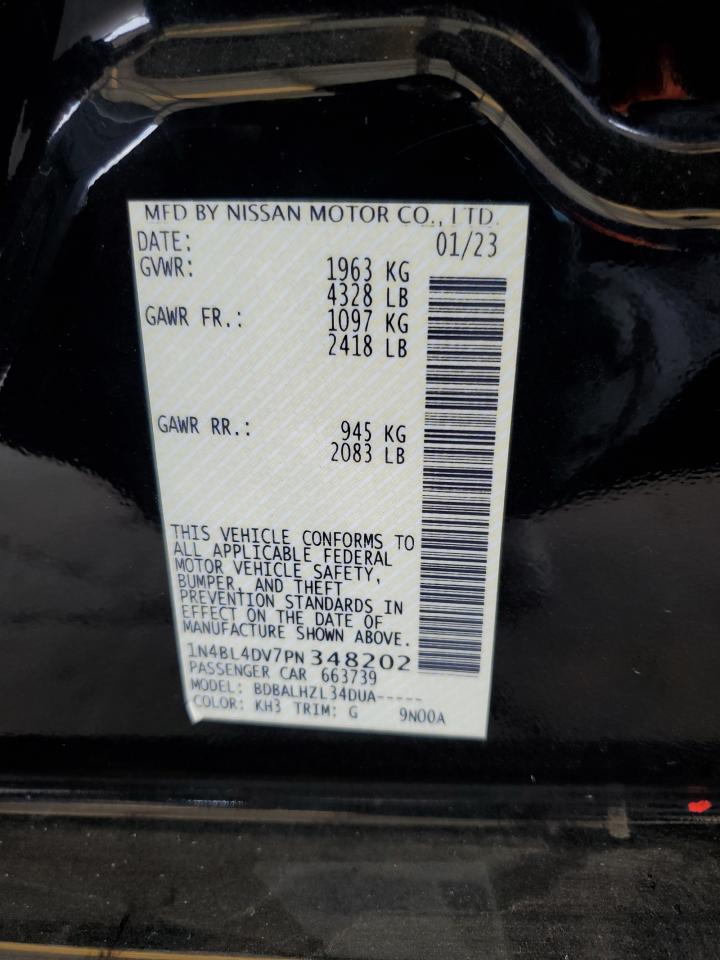 MFD BY NISSAN MOTOR CO., LTD.
DATE: 01/23
GVWR: 1963 KG
4328 LB
GAWR FR.: 1097 KG
2418 LB
GAWR RR.: 945 KG
2083 LB
THIS VEHICLE CONFORMS TO
ALL APPLICABLE FEDERAL
MOTOR VEHICLE SAFETY,
BUMPER, AND THEFT
PREVENTION STANDARDS IN
EFFECT ON THE DATE OF
MANUFACTURE SHOWN ABOVE.
1N4BL4DV7PN348202
PASSENGER CAR 663739
MODEL: BDBALHZL34DUA-----
COLOR: KH3 TRIM: G 9N00A